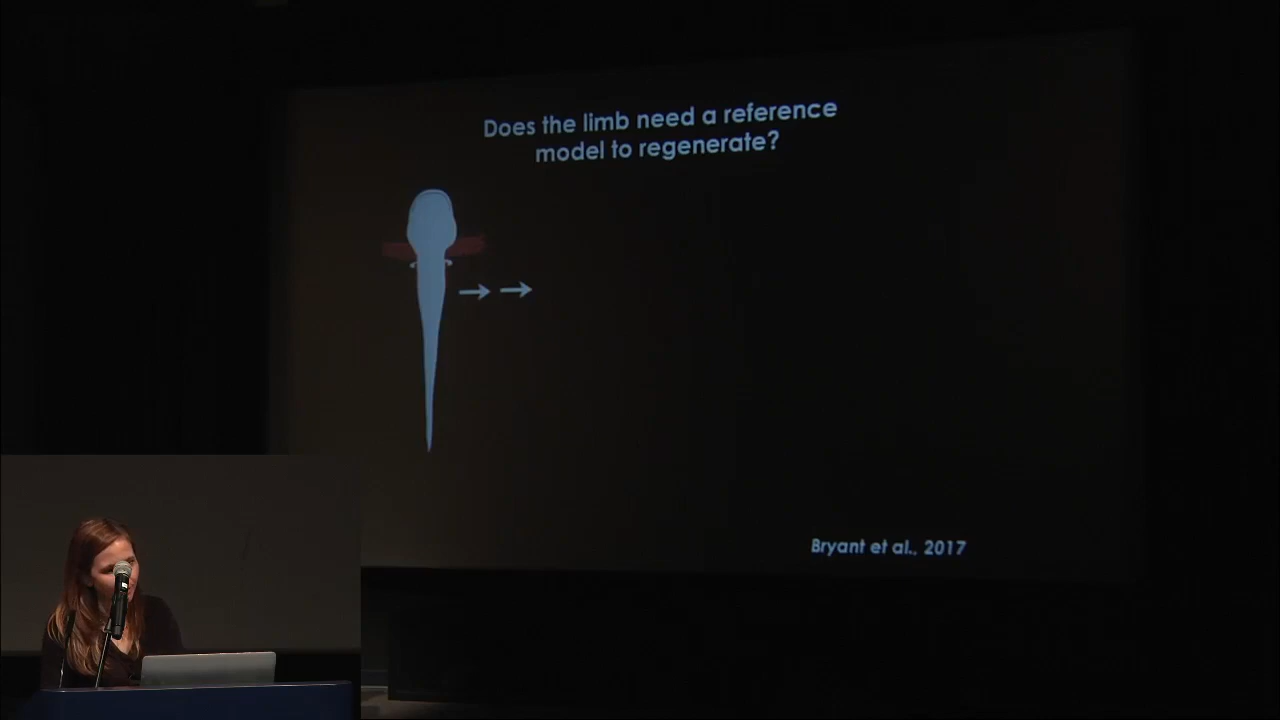 Does the limb need a reference
model to regenerate?
Bryant et al., 2017